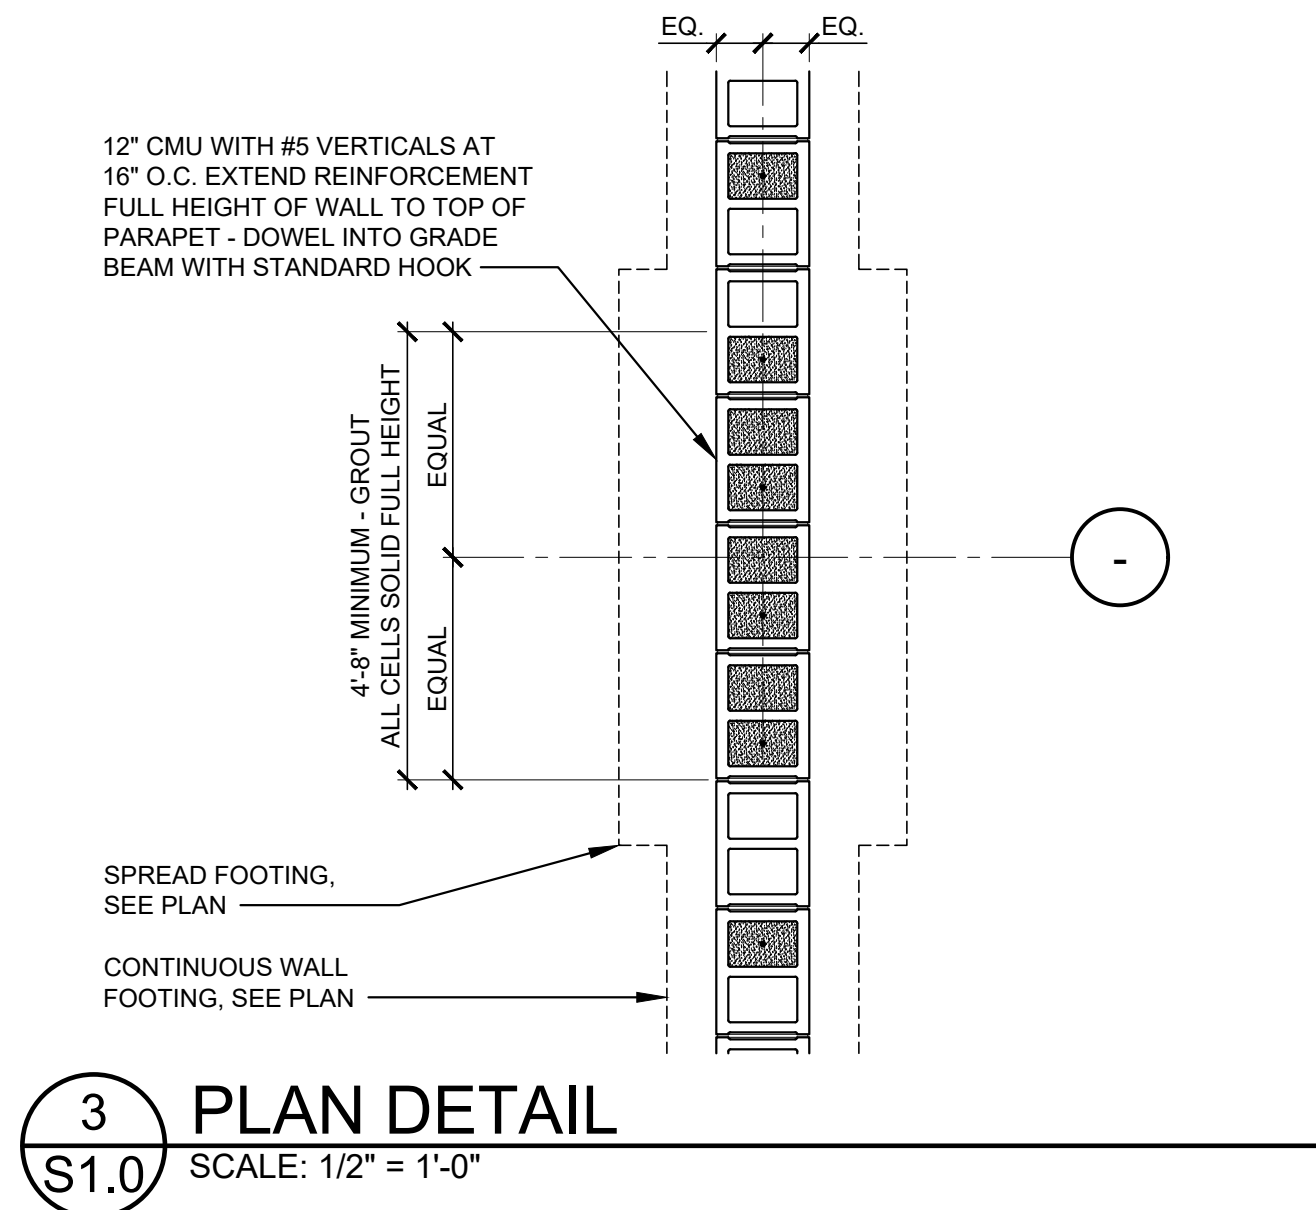 EQ.
EQ.
12" CMU WITH #5 VERTICALS AT
16" O.C. EXTEND REINFORCEMENT
FULL HEIGHT OF WALL TO TOP OF
PARAPET - DOWEL INTO GRADE
BEAM WITH STANDARD HOOK
4'-8" MINIMUM - GROUT
ALL CELLS SOLID FULL HEIGHT
EQUAL
EQUAL
-
SPREAD FOOTING,
SEE PLAN
CONTINUOUS WALL
FOOTING, SEE PLAN
3
S1.0
PLAN DETAIL
SCALE: 1/2" = 1'-0"